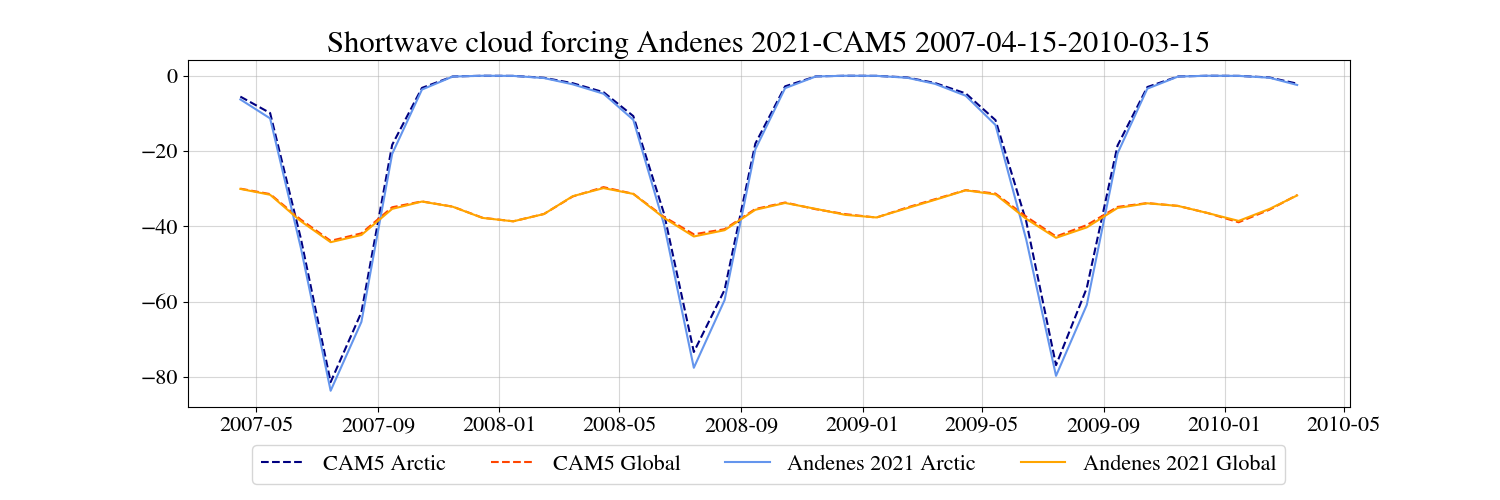 Shortwave cloud forcing Andenes 2021-CAM5 2007-04-15-2010-03-15
0
−20
−40
−60
−80
2007-05 2007-09 2008-01 2008-05 2008-09 2009-01 2009-05 2009-09 2010-01 2010-05
CAM5 Arctic CAM5 Global Andenes 2021 Arctic Andenes 2021 Global